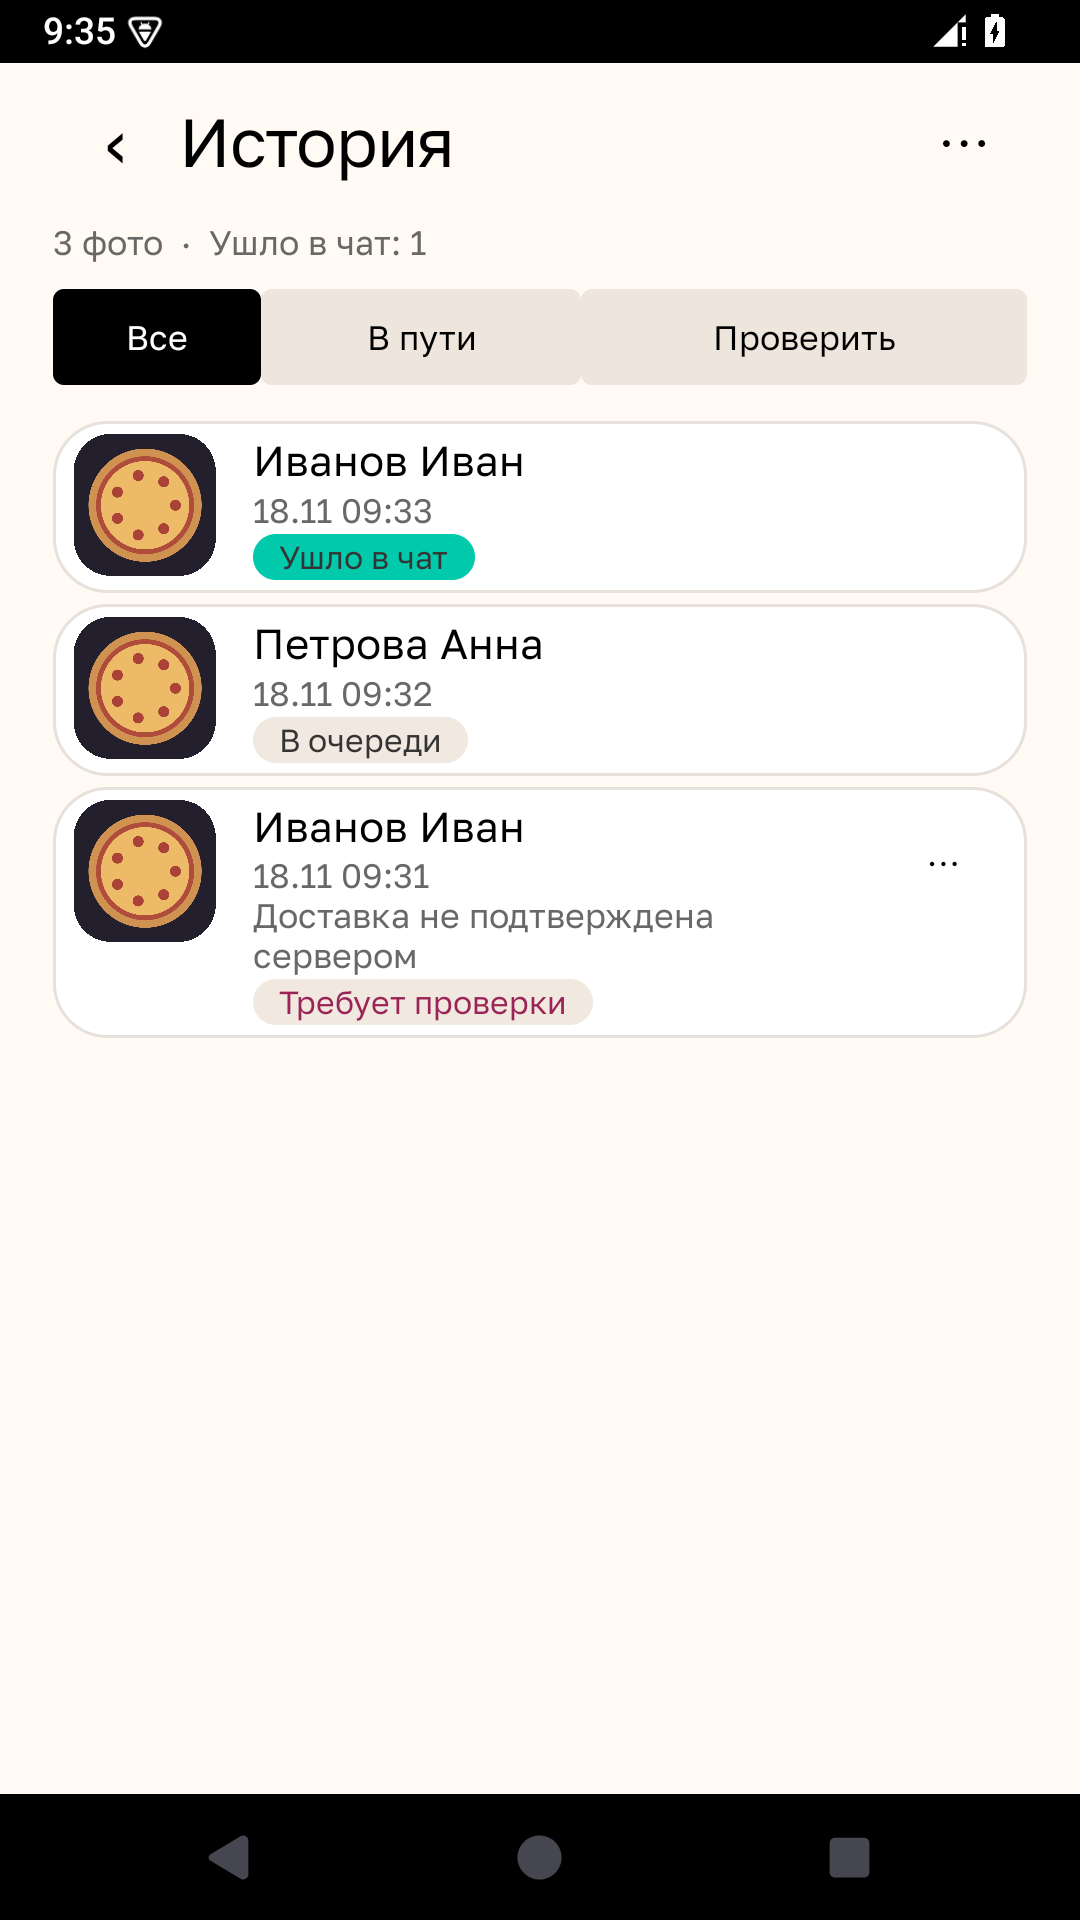 9:35
История
...
3 фото · Ушло в чат: 1
Все
В пути
Проверить
Иванов Иван
18.11 09:33
Ушло в чат
Петрова Анна
18.11 09:32
В очереди
Иванов Иван
...
18.11 09:31
Доставка не подтверждена
сервером
Требует проверки